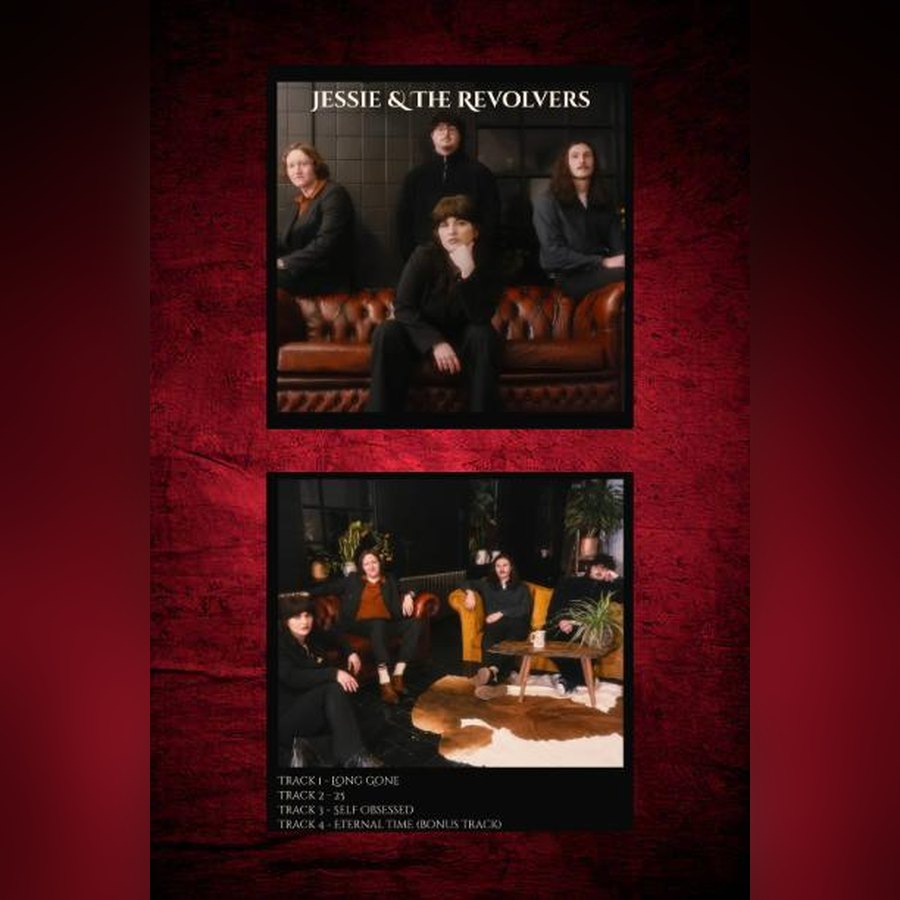 Jessie & the Revolvers
Track 1 - Long Gone
Track 2 - 25
Track 3 - Self Obsessed
Track 4 - Eternal Time (Bonus Track)